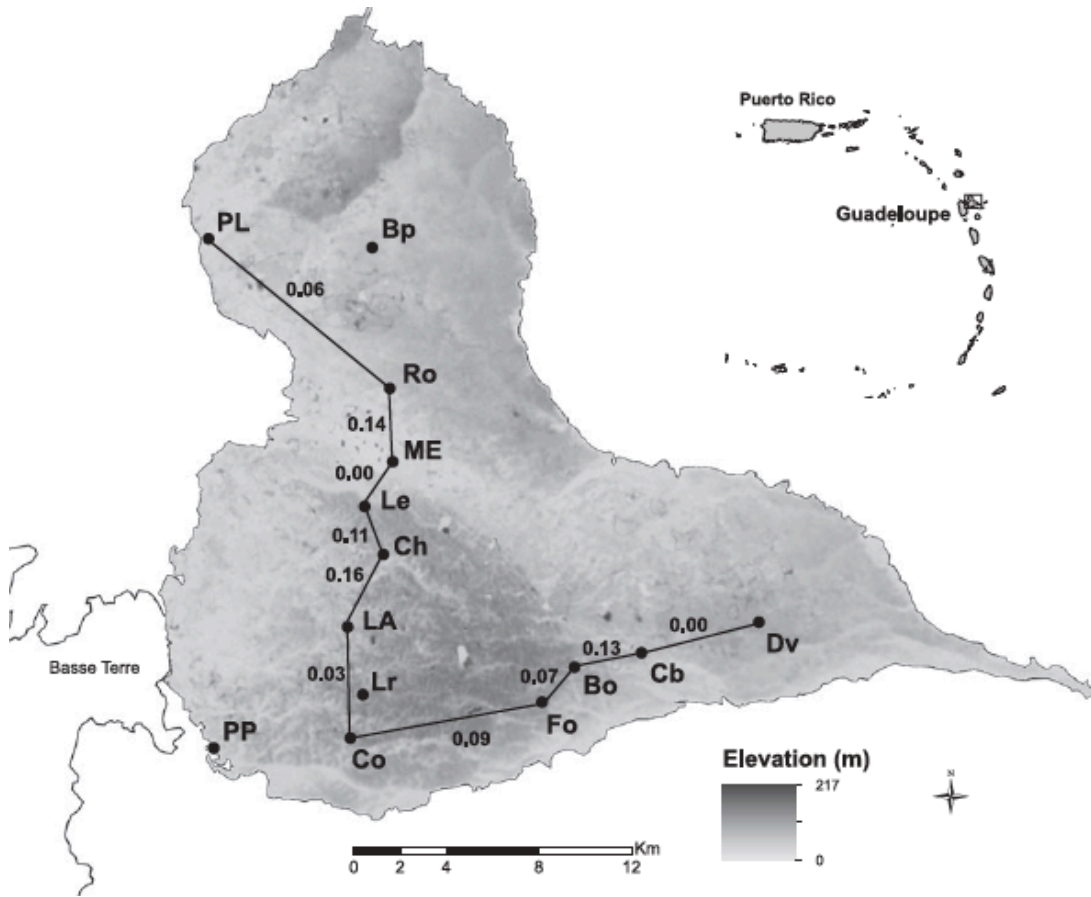 Puerto Rico
Guadeloupe
PL
Bp
0.06
Ro
0.14
ME
0.00
Le
0.11
Ch
0.16
LA
0.00
Dv
0.13
Cb
Basse Terre
0.03
Lr
0.07
Bo
Fo
PP
Co
0.09
Elevation (m)
217
0
N
Km
0 2 4 8 12